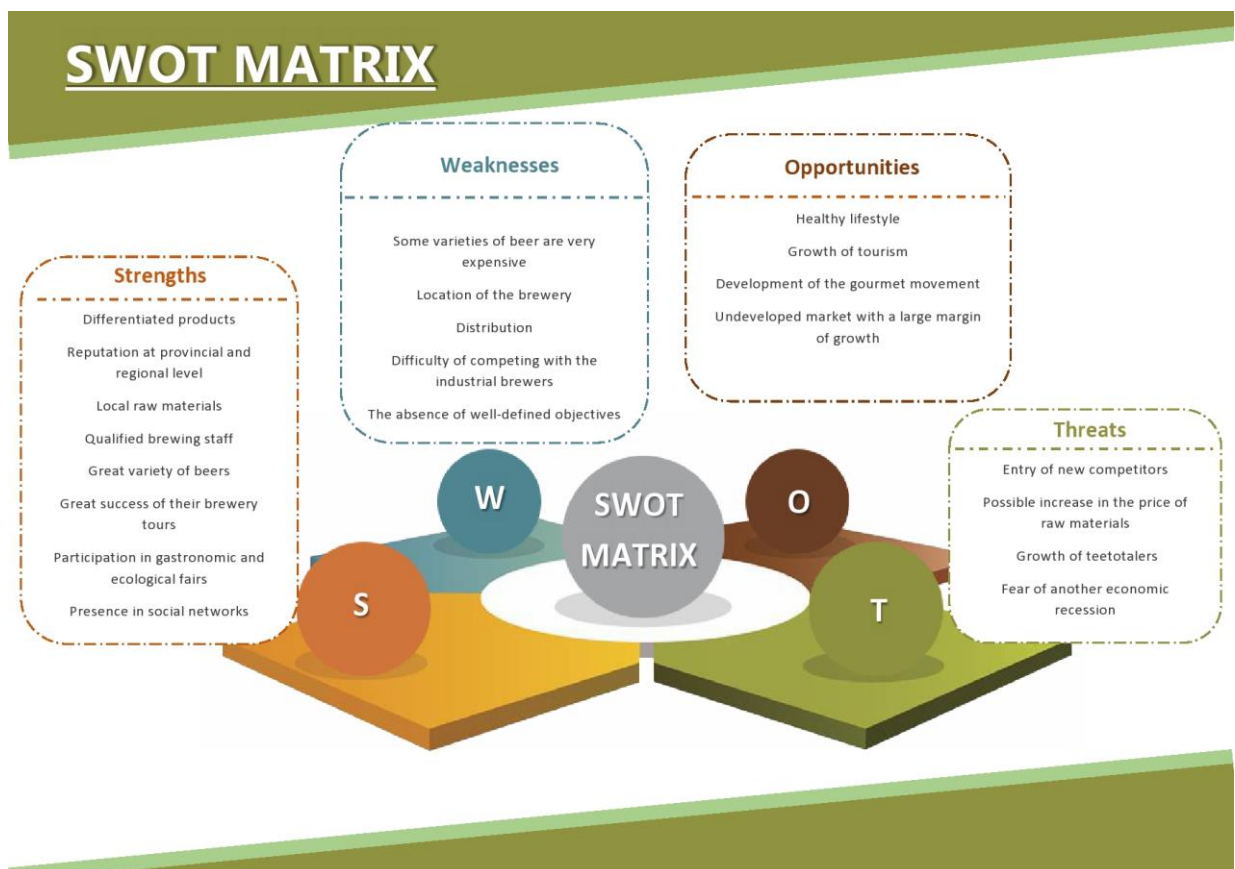 SWOT MATRIX
Strengths
Differentiated products
Reputation at provincial and
regional level
Local raw materials
Qualified brewing staff
Great variety of beers
Great success of their brewery
tours
Participation in gastronomic and
ecological fairs
Presence in social networks
Weaknesses
Some varieties of beer are very
expensive
Location of the brewery
Distribution
Difficulty of competing with the
industrial brewers
The absence of well-defined objectives
Opportunities
Healthy lifestyle
Growth of tourism
Development of the gourmet movement
Undeveloped market with a large margin
of growth
Threats
Entry of new competitors
Possible increase in the price of
raw materials
Growth of teetotalers
Fear of another economic
recession
S
W
SWOT
MATRIX
O
T